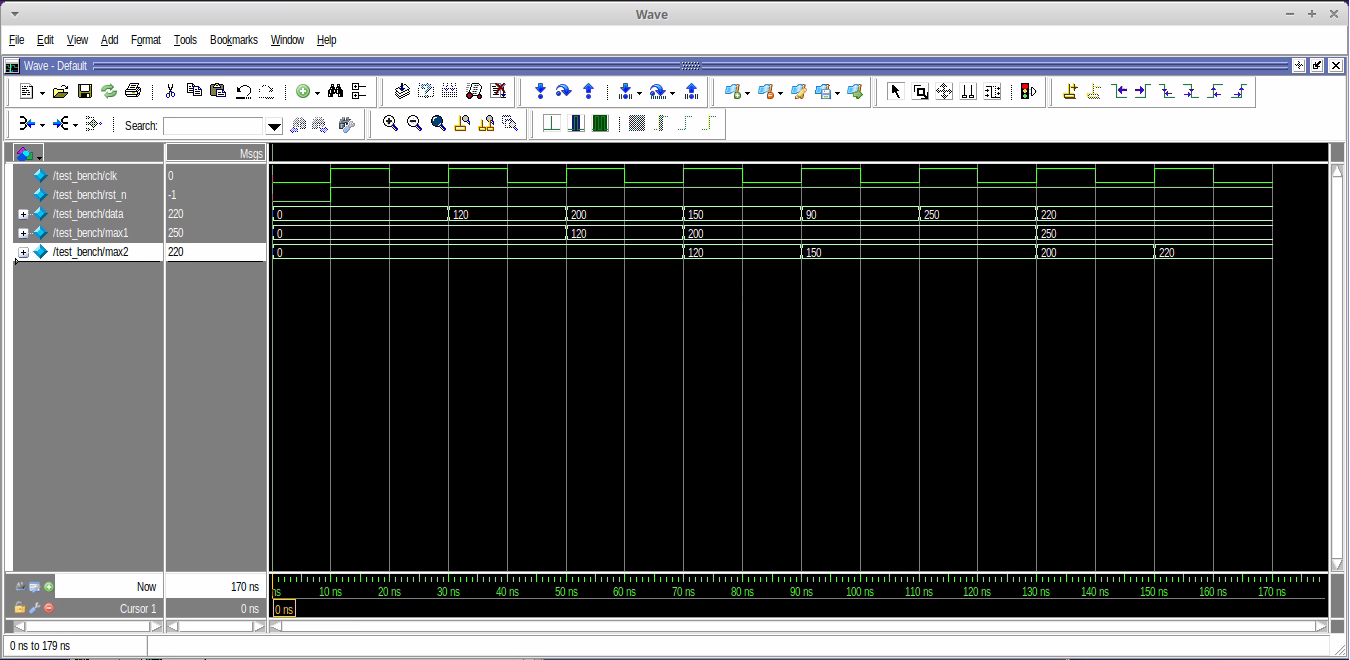 Wave
File Edit View Add Format Tools Bookmarks Window Help
Wave - Default
Search:
Msgs
/test_bench/clk 0
/test_bench/rst_n -1
/test_bench/data 220 0 120 200 150 90 250 220
/test_bench/max1 250 0 120 200 250
/test_bench/max2 220 0 120 150 200 220
Now 170 ns ns 10 ns 20 ns 30 ns 40 ns 50 ns 60 ns 70 ns 80 ns 90 ns 100 ns 110 ns 120 ns 130 ns 140 ns 150 ns 160 ns 170 ns
Cursor 1 0 ns 0 ns
0 ns to 179 ns